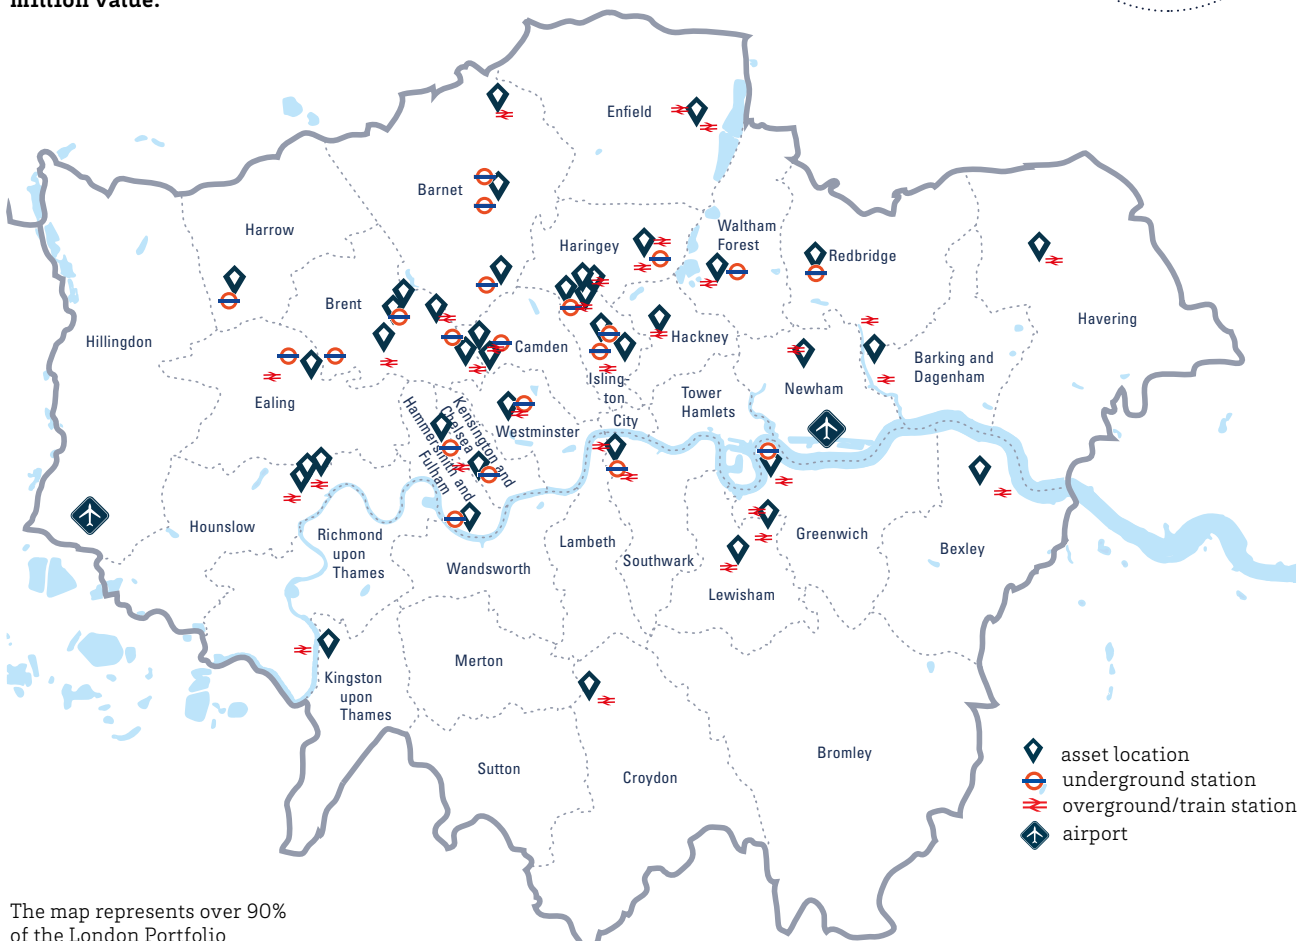 million value.
Enfield
Barnet
Harrow
Haringey
Waltham
Forest
Redbridge
Brent
Hillingdon
Havering
Hackney
Camden
Barking and
Dagenham
Isling-
ton
Newham
Ealing
Tower
Hamlets
City
Westminster
Kensington and
Chelsea
Hammersmith and
Fulham
Hounslow
Richmond
upon
Thames
Wandsworth
Lambeth
Southwark
Greenwich
Bexley
Lewisham
Merton
Kingston
upon
Thames
Sutton
Croydon
Bromley
asset location
underground station
overground/train station
airport
The map represents over 90%
of the London Portfolio